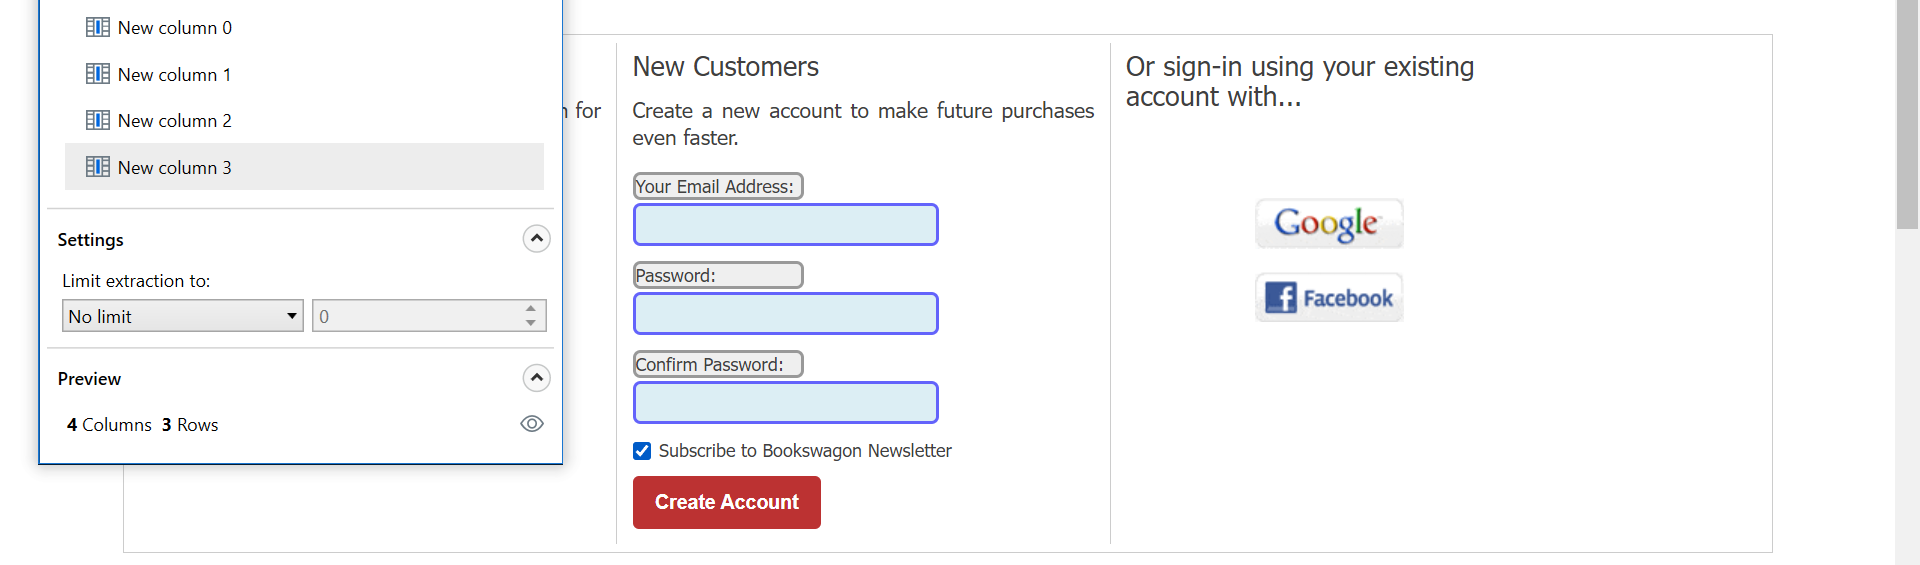 New column 0
New column 1
New column 2
New column 3
Settings
Limit extraction to:
No limit 0
Preview
4 Columns 3 Rows
for
New Customers
Create a new account to make future purchases
even faster.
Your Email Address:
Password:
Confirm Password:
Subscribe to Bookswagon Newsletter
Create Account
Or sign-in using your existing
account with...
Google
Facebook